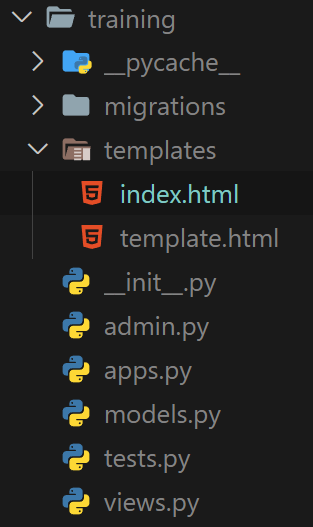 training
__pycache__
migrations
templates
index.html
template.html
__init__.py
admin.py
apps.py
models.py
tests.py
views.py